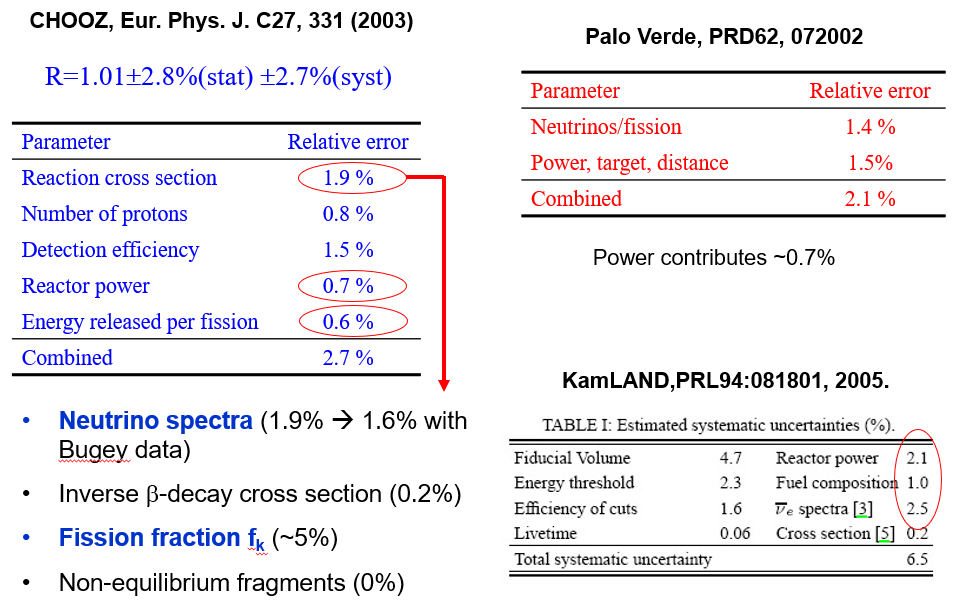 CHOOZ, Eur. Phys. J. C27, 331 (2003)
R=1.01±2.8%(stat) ±2.7%(syst)
Parameter Relative error
Reaction cross section 1.9 %
Number of protons 0.8 %
Detection efficiency 1.5 %
Reactor power 0.7 %
Energy released per fission 0.6 %
Combined 2.7 %
• Neutrino spectra (1.9% → 1.6% with
Bugey data)
• Inverse β-decay cross section (0.2%)
• Fission fraction fk (~5%)
• Non-equilibrium fragments (0%)
Palo Verde, PRD62, 072002
Parameter Relative error
Neutrinos/fission 1.4 %
Power, target, distance 1.5%
Combined 2.1 %
Power contributes ~0.7%
KamLAND,PRL94:081801, 2005.
TABLE I: Estimated systematic uncertainties (%).
Fiducial Volume 4.7 Reactor power 2.1
Energy threshold 2.3 Fuel composition 1.0
Efficiency of cuts 1.6 ν̅e spectra [3] 2.5
Livetime 0.06 Cross section [5] 0.2
Total systematic uncertainty 6.5